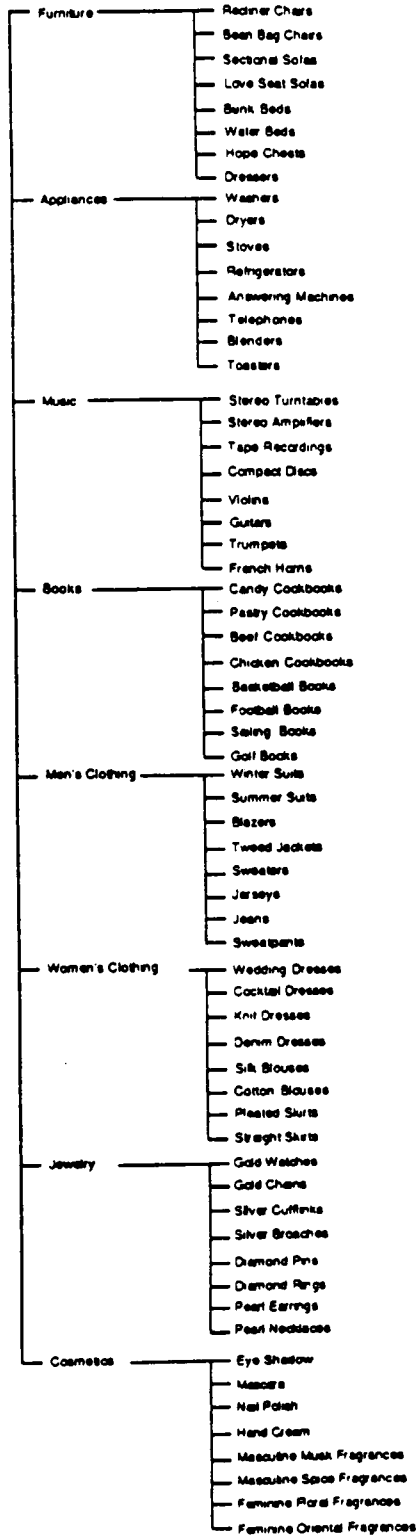 Furniture
Recliner Chairs
Bean Bag Chairs
Sectional Sofas
Love Seat Sofas
Bunk Beds
Water Beds
Hope Chests
Dressers
Appliances
Washers
Dryers
Stoves
Refrigerators
Answering Machines
Telephones
Blenders
Toasters
Music
Stereo Turntables
Stereo Amplifiers
Tape Recordings
Compact Discs
Violins
Guitars
Trumpets
French Horns
Books
Candy Cookbooks
Pastry Cookbooks
Beef Cookbooks
Chicken Cookbooks
Basketball Books
Football Books
Sailing Books
Golf Books
Men's Clothing
Winter Suits
Summer Suits
Blazers
Tweed Jackets
Sweaters
Jerseys
Jeans
Sweatpants
Women's Clothing
Wedding Dresses
Cocktail Dresses
Knit Dresses
Denim Dresses
Silk Blouses
Cotton Blouses
Pleated Skirts
Straight Skirts
Jewelry
Gold Watches
Gold Chains
Silver Cufflinks
Silver Broaches
Diamond Pins
Diamond Rings
Pearl Earrings
Pearl Necklaces
Cosmetics
Eye Shadow
Mascara
Nail Polish
Hand Cream
Masculine Musk Fragrances
Masculine Spice Fragrances
Feminine Floral Fragrances
Feminine Oriental Fragrances